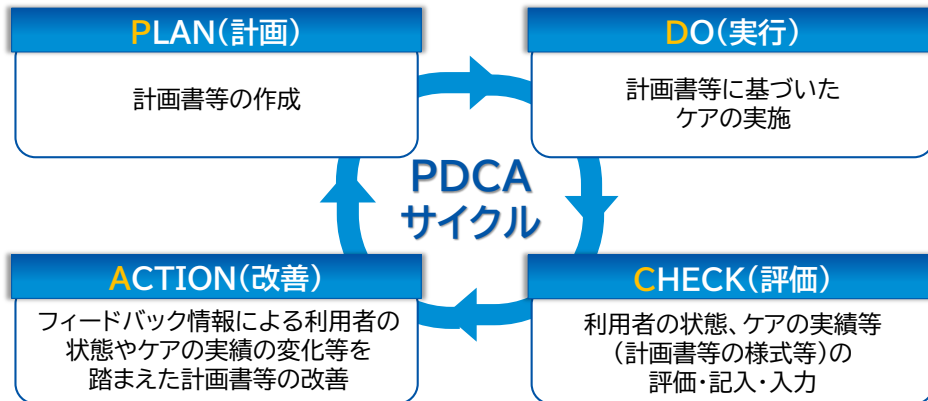 PLAN(計画)
計画書等の作成
DO(実行)
計画書等に基づいた
ケアの実施
PDCA
サイクル
ACTION(改善)
フィードバック情報による利用者の
状態やケアの実績の変化等を
踏まえた計画書等の改善
CHECK(評価)
利用者の状態、ケアの実績等
(計画書等の様式等)の
評価・記入・入力